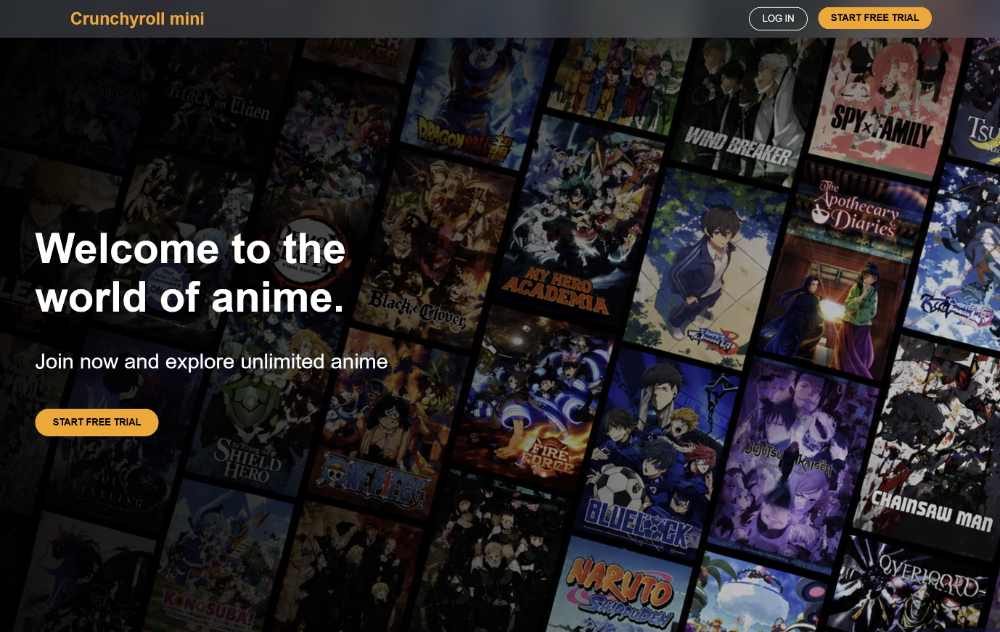 Crunchyroll mini
LOG IN
START FREE TRIAL
Welcome to the
world of anime.
Join now and explore unlimited anime
START FREE TRIAL
JUJUTSU KAISEN
DRAGON BALL
WIND BREAKER
SPY×FAMILY
TSU
The
Apothecary
Diaries
MY HERO
ACADEMIA
Black Clover
FIRE
FORCE
The Rising of the
SHIELD
HERO
ONE PIECE
SOLO
LEVELING
BLUELOCK
JUJUTSU KAISEN
CHAINSAW MAN
KONOSUBA!
NARUTO
SHIPPUDEN
OVERLORD